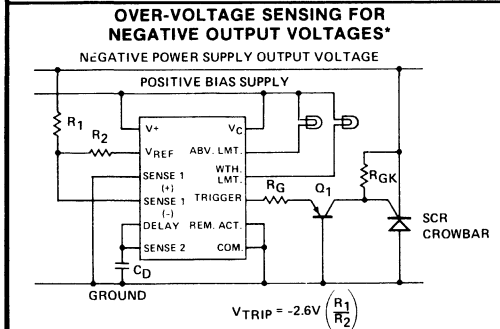 OVER-VOLTAGE SENSING FOR
NEGATIVE OUTPUT VOLTAGES*
NEGATIVE POWER SUPPLY OUTPUT VOLTAGE
POSITIVE BIAS SUPPLY
R1
R2
V+
VC
VREF
ABV. LMT.
SENSE 1
(+)
WTH.
LMT.
SENSE 1
(-)
TRIGGER
DELAY
REM. ACT.
SENSE 2
COM.
RG
Q1
RGK
SCR
CROWBAR
CD
GROUND
VTRIP = -2.6V (R1/R2)